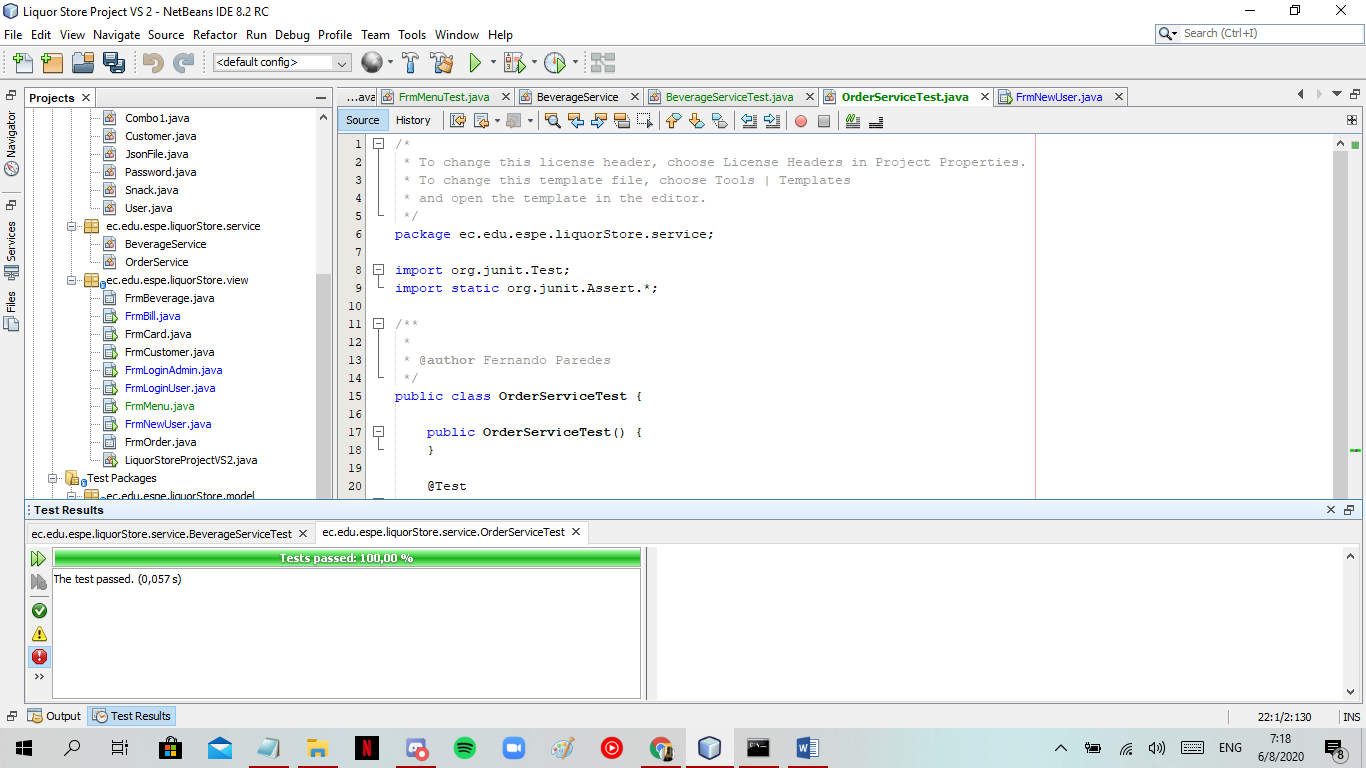 Liquor Store Project VS 2 - NetBeans IDE 8.2 RC
File Edit View Navigate Source Refactor Run Debug Profile Team Tools Window Help
Search (Ctrl+I)
<default config>
Projects
...ava FrmMenuTest.java BeverageService BeverageServiceTest.java OrderServiceTest.java FrmNewUser.java
Navigator
Services
Files
Combo1.java
Customer.java
JsonFile.java
Password.java
Snack.java
User.java
ec.edu.espe.liquorStore.service
BeverageService
OrderService
ec.edu.espe.liquorStore.view
FrmBeverage.java
FrmBill.java
FrmCard.java
FrmCustomer.java
FrmLoginAdmin.java
FrmLoginUser.java
FrmMenu.java
FrmNewUser.java
FrmOrder.java
LiquorStoreProjectVS2.java
Test Packages
ec.edu.espe.liquorStore.model
Source History
1 /*
2 * To change this license header, choose License Headers in Project Properties.
3 * To change this template file, choose Tools | Templates
4 * and open the template in the editor.
5 */
6 package ec.edu.espe.liquorStore.service;
7
8 import org.junit.Test;
9 import static org.junit.Assert.*;
10
11 /**
12 *
13 * @author Fernando Paredes
14 */
15 public class OrderServiceTest {
16
17 public OrderServiceTest() {
18 }
19
20 @Test
Test Results
ec.edu.espe.liquorStore.service.BeverageServiceTest ec.edu.espe.liquorStore.service.OrderServiceTest
Tests passed: 100,00 %
The test passed. (0,057 s)
Output Test Results
22:1/2:130 INS
ENG
7:18
6/8/2020
8